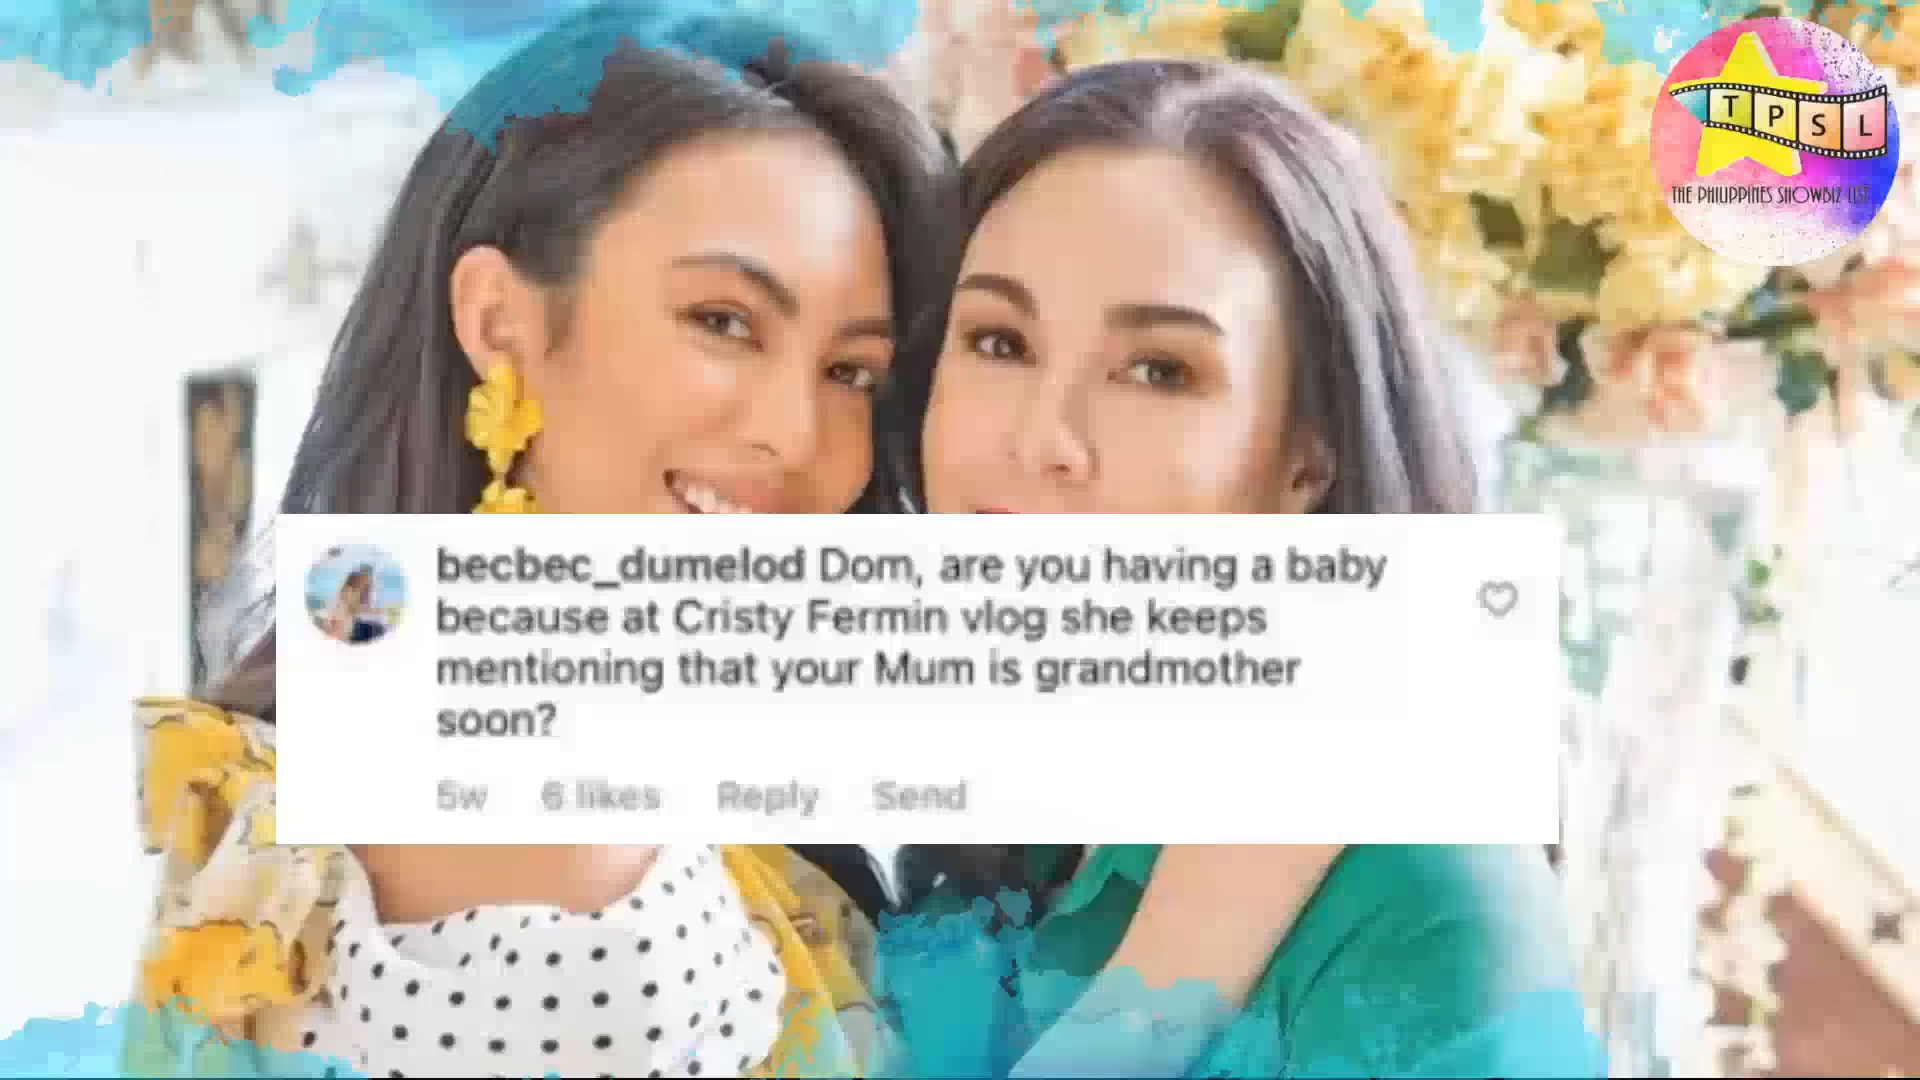 T P S L
THE PHILIPPINES SHOWBIZ LIST
becbec_dumelod Dom, are you having a baby
because at Cristy Fermin vlog she keeps
mentioning that your Mum is grandmother
soon?
5w 6 likes Reply Send